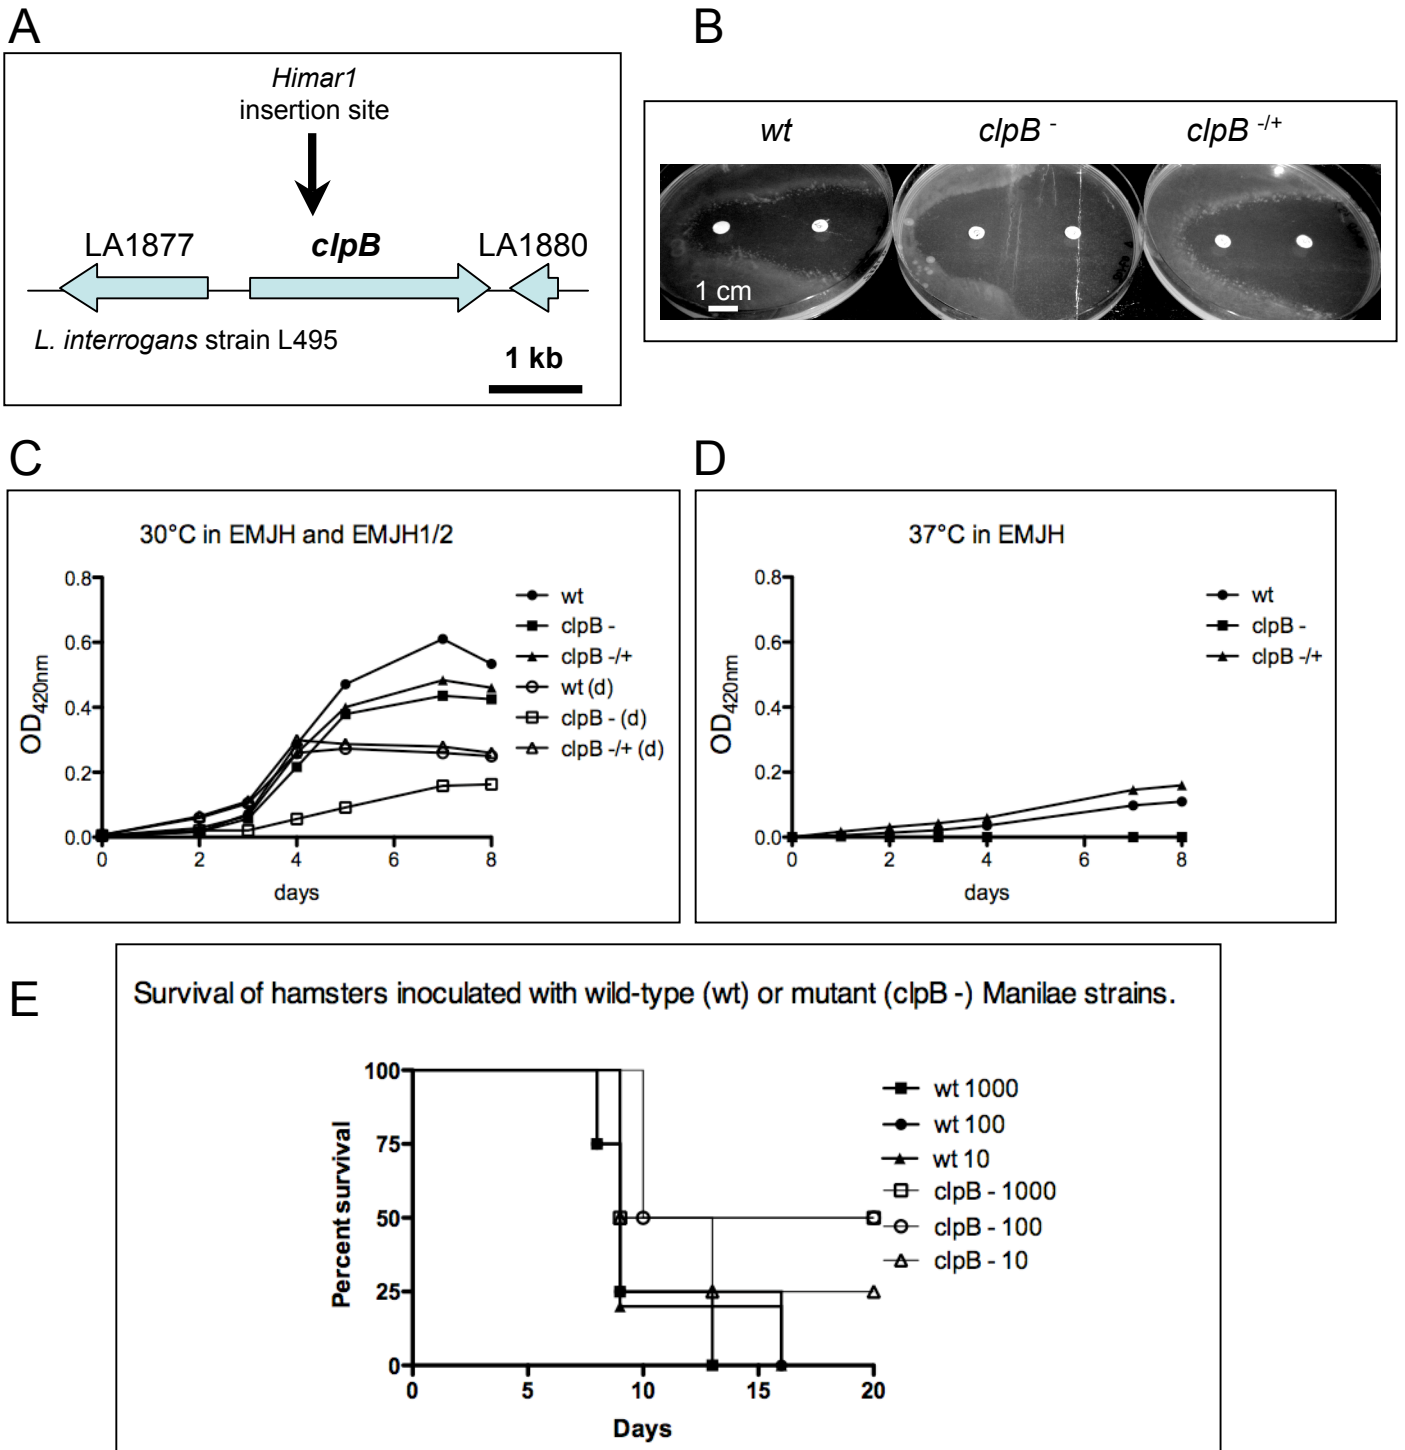 A
Himar1
insertion site
LA1877
clpB
LA1880
L. interrogans strain L495
1 kb
B
wt
clpB -
clpB -/+
1 cm
C
30°C in EMJH and EMJH1/2
0.8
0.6
0.4
0.2
0.0
OD420nm
0 2 4 6 8
days
wt
clpB -
clpB -/+
wt (d)
clpB - (d)
clpB -/+ (d)
D
37°C in EMJH
0.8
0.6
0.4
0.2
0.0
OD420nm
0 2 4 6 8
days
wt
clpB -
clpB -/+
E
Survival of hamsters inoculated with wild-type (wt) or mutant (clpB -) Manilae strains.
100
75
50
25
0
Percent survival
0 5 10 15 20
Days
wt 1000
wt 100
wt 10
clpB - 1000
clpB - 100
clpB - 10